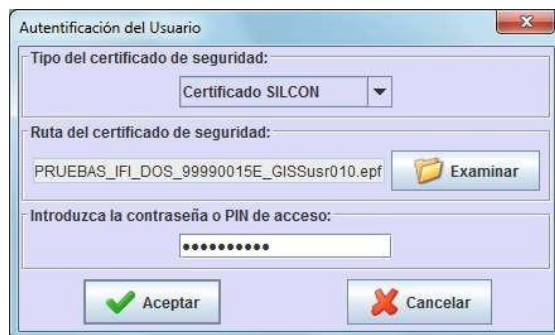 Autentificación del Usuario
Tipo del certificado de seguridad:
Certificado SILCON
Ruta del certificado de seguridad:
PRUEBAS_IFI_DOS_99990015E_GISSusr010.epf
Examinar
Introduzca la contraseña o PIN de acceso:
••••••••••
Aceptar
Cancelar